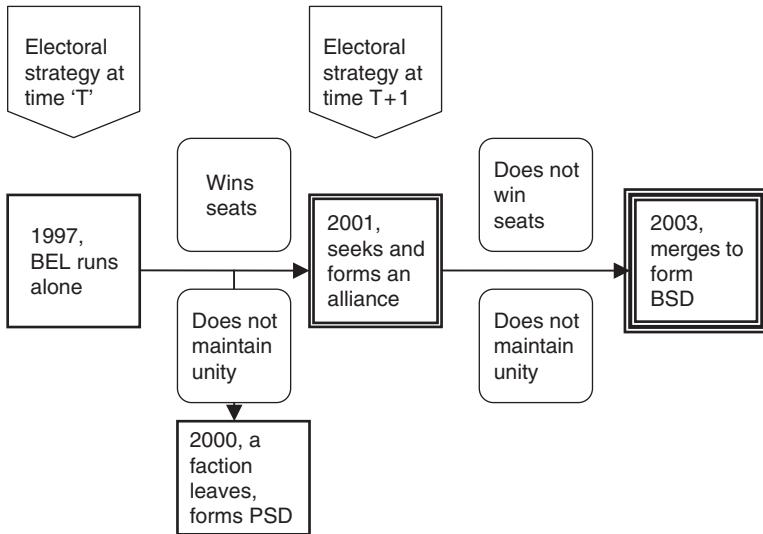 Electoral
strategy at
time ‘T’
Electoral
strategy at
time T+1
Wins
seats
Does not
win
seats
1997,
BEL runs
alone
2001,
seeks and
forms an
alliance
2003,
merges to
form
BSD
Does not
maintain
unity
Does not
maintain
unity
2000, a
faction
leaves,
forms PSD